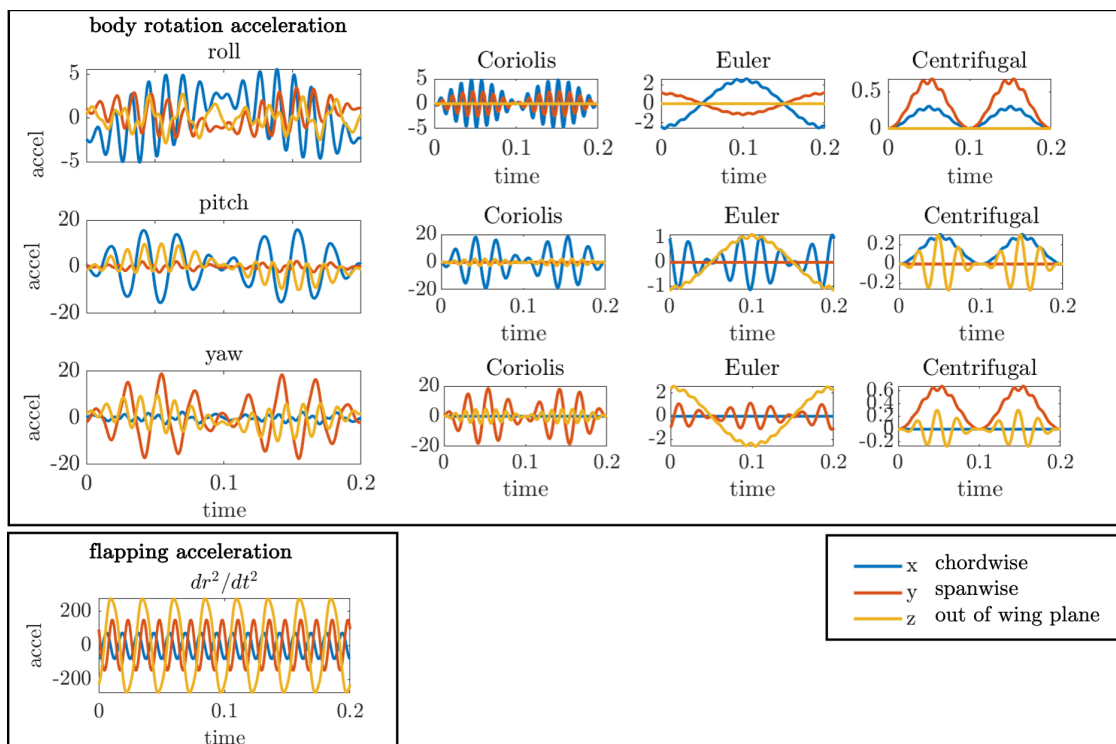 body rotation acceleration
roll
Coriolis
Euler
Centrifugal
accel
5
0
-5
5
0
-5
0
0.1
0.2
time
2
0
-2
0
0.1
0.2
time
0.5
0
0
0.1
0.2
time
pitch
Coriolis
Euler
Centrifugal
accel
20
0
-20
20
0
-20
0
0.1
0.2
time
1
0
-1
0
0.1
0.2
time
0.2
0
-0.2
0
0.1
0.2
time
yaw
Coriolis
Euler
Centrifugal
accel
20
0
-20
0
0.1
0.2
time
20
0
-20
0
0.1
0.2
time
2
0
-2
0
0.1
0.2
time
0.6
0.4
0.2
0
-0.2
0
0.1
0.2
time
flapping acceleration
dr²/dt²
accel
200
0
-200
0
0.1
0.2
time
x chordwise
y spanwise
z out of wing plane